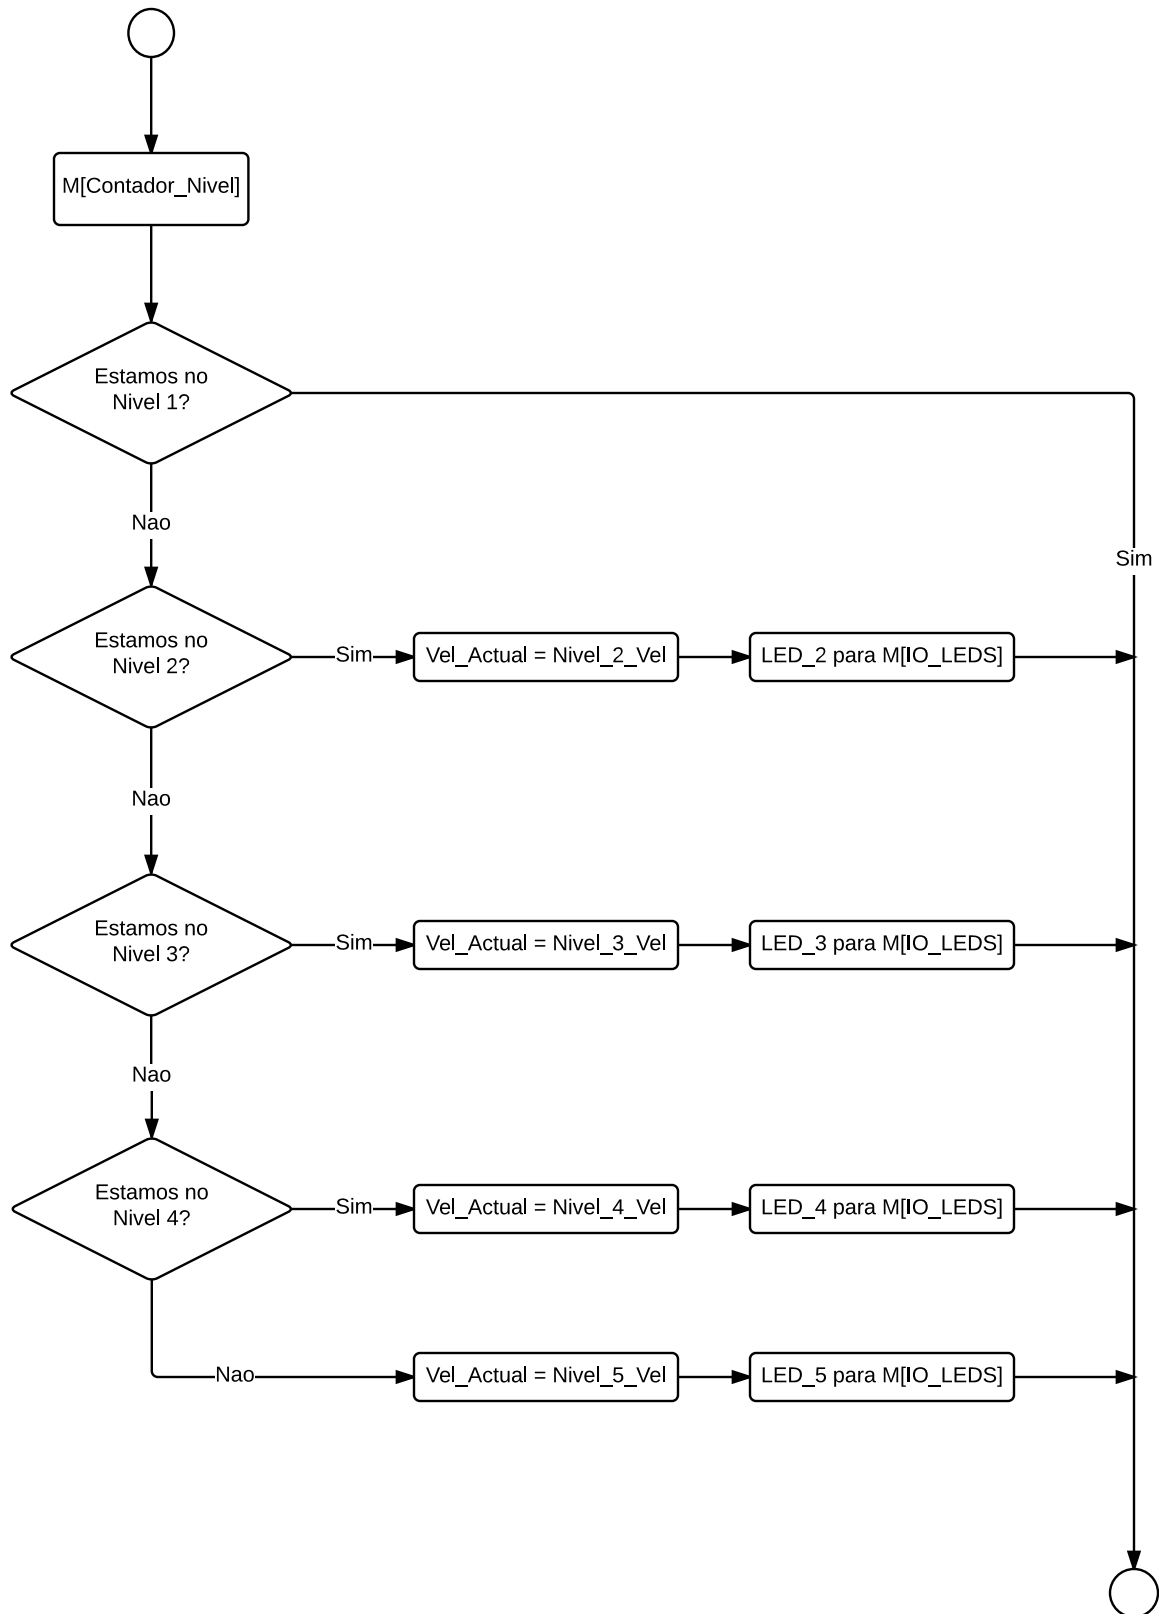 M[Contador_Nivel]
Estamos no
Nivel 1?
Nao
Sim
Estamos no
Nivel 2?
Sim
Vel_Actual = Nivel_2_Vel
LED_2 para M[IO_LEDS]
Nao
Estamos no
Nivel 3?
Sim
Vel_Actual = Nivel_3_Vel
LED_3 para M[IO_LEDS]
Nao
Estamos no
Nivel 4?
Sim
Vel_Actual = Nivel_4_Vel
LED_4 para M[IO_LEDS]
Nao
Vel_Actual = Nivel_5_Vel
LED_5 para M[IO_LEDS]